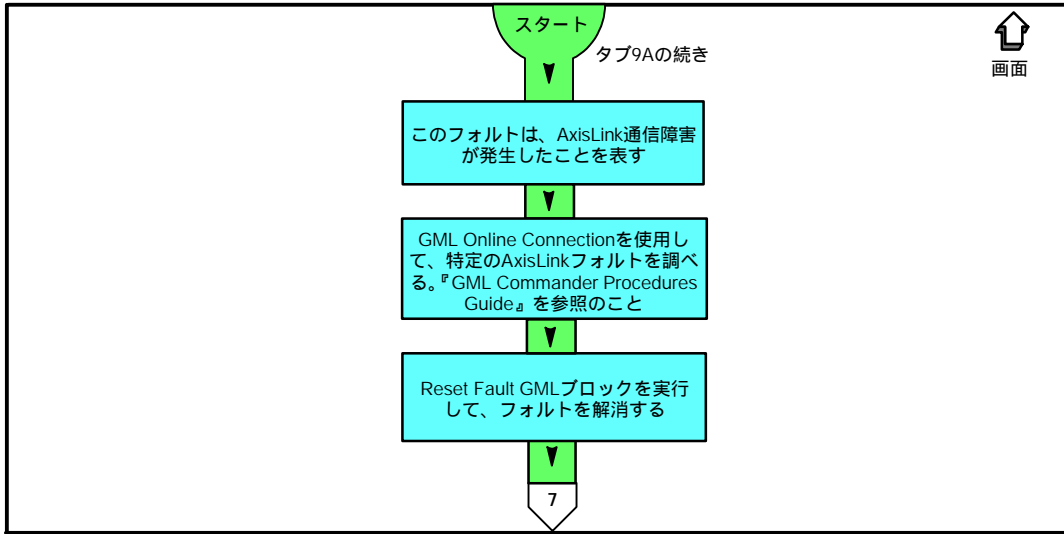 スタート
タブ9Aの続き
画面
このフォルトは、AxisLink通信障害
が発生したことを表す
GML Online Connectionを使用し
て、特定のAxisLinkフォルトを調べ
る。『GML Commander Procedures
Guide』を参照のこと
Reset Fault GMLブロックを実行
して、フォルトを解消する
7